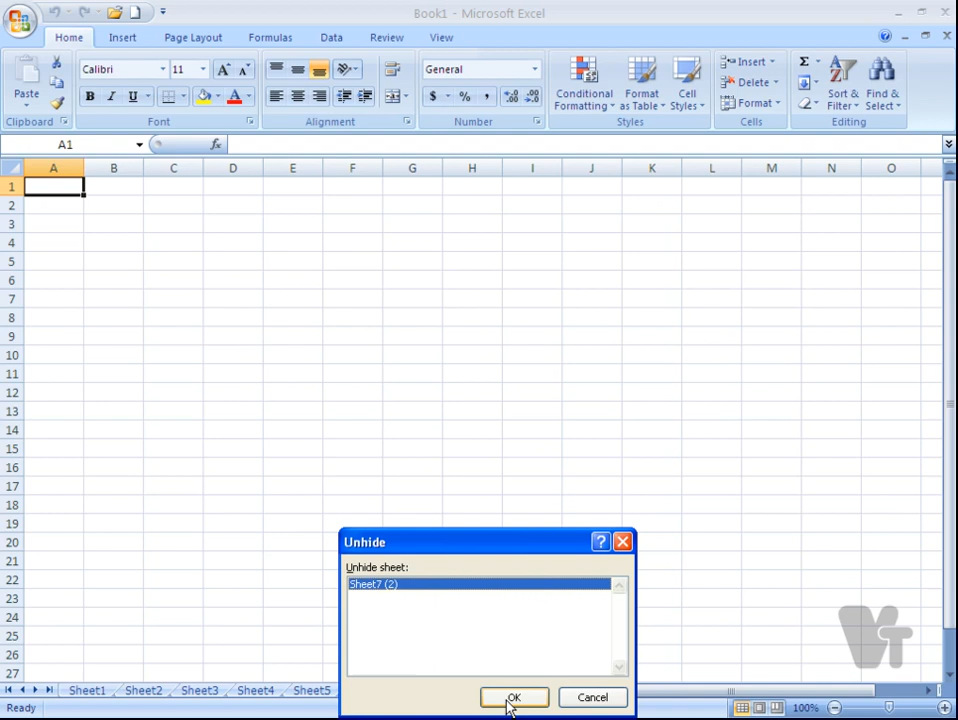 Book1 - Microsoft Excel
Home Insert Page Layout Formulas Data Review View
Calibri 11 General Σ Insert
Paste B I U $ % , Conditional Formatting Format as Table Cell Styles Delete Format Sort & Filter Find & Select
Clipboard Font Alignment Number Styles Cells Editing
A1 fx
A B C D E F G H I J K L M N O
1
2
3
4
5
6
7
8
9
10
11
12
13
14
15
16
17
18
19
20
21
22
23
24
25
26
27
Unhide
Unhide sheet:
Sheet7 (2)
OK Cancel
VT
Sheet1 Sheet2 Sheet3 Sheet4 Sheet5
Ready 100%